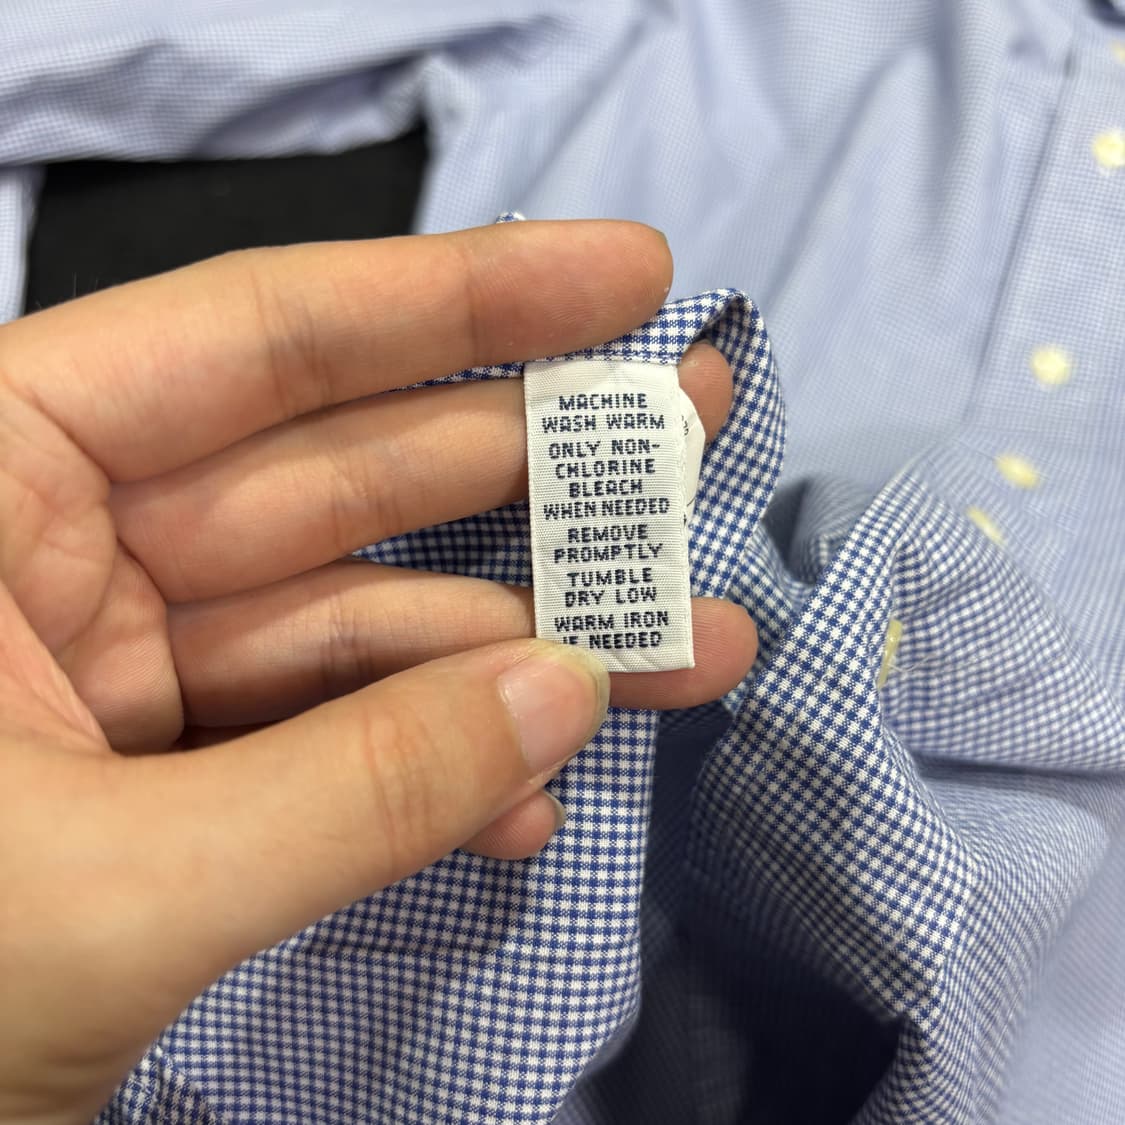 MACHINE
WASH WARM
ONLY NON-
CHLORINE
BLEACH
WHEN NEEDED
REMOVE
PROMPTLY
TUMBLE
DRY LOW
WARM IRON
IF NEEDED